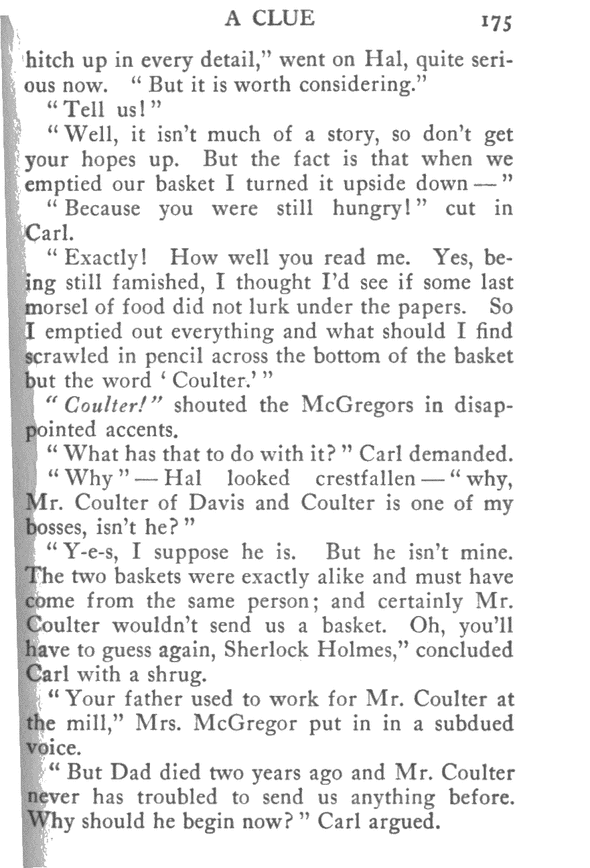 A CLUE 175
hitch up in every detail,” went on Hal, quite seri-
ous now. “ But it is worth considering.”
“ Tell us! ”
“ Well, it isn’t much of a story, so don’t get
your hopes up. But the fact is that when we
emptied our basket I turned it upside down — ”
“ Because you were still hungry! ” cut in
Carl.
“ Exactly! How well you read me. Yes, be-
ing still famished, I thought I’d see if some last
morsel of food did not lurk under the papers. So
I emptied out everything and what should I find
scrawled in pencil across the bottom of the basket
but the word ‘ Coulter.’ ”
“ Coulter! ” shouted the McGregors in disap-
pointed accents.
“ What has that to do with it? ” Carl demanded.
“ Why ” — Hal looked crestfallen — “ why,
Mr. Coulter of Davis and Coulter is one of my
bosses, isn’t he? ”
“ Y-e-s, I suppose he is. But he isn’t mine.
The two baskets were exactly alike and must have
come from the same person; and certainly Mr.
Coulter wouldn’t send us a basket. Oh, you’ll
have to guess again, Sherlock Holmes,” concluded
Carl with a shrug.
“ Your father used to work for Mr. Coulter at
the mill,” Mrs. McGregor put in in a subdued
voice.
“ But Dad died two years ago and Mr. Coulter
never has troubled to send us anything before.
Why should he begin now? ” Carl argued.